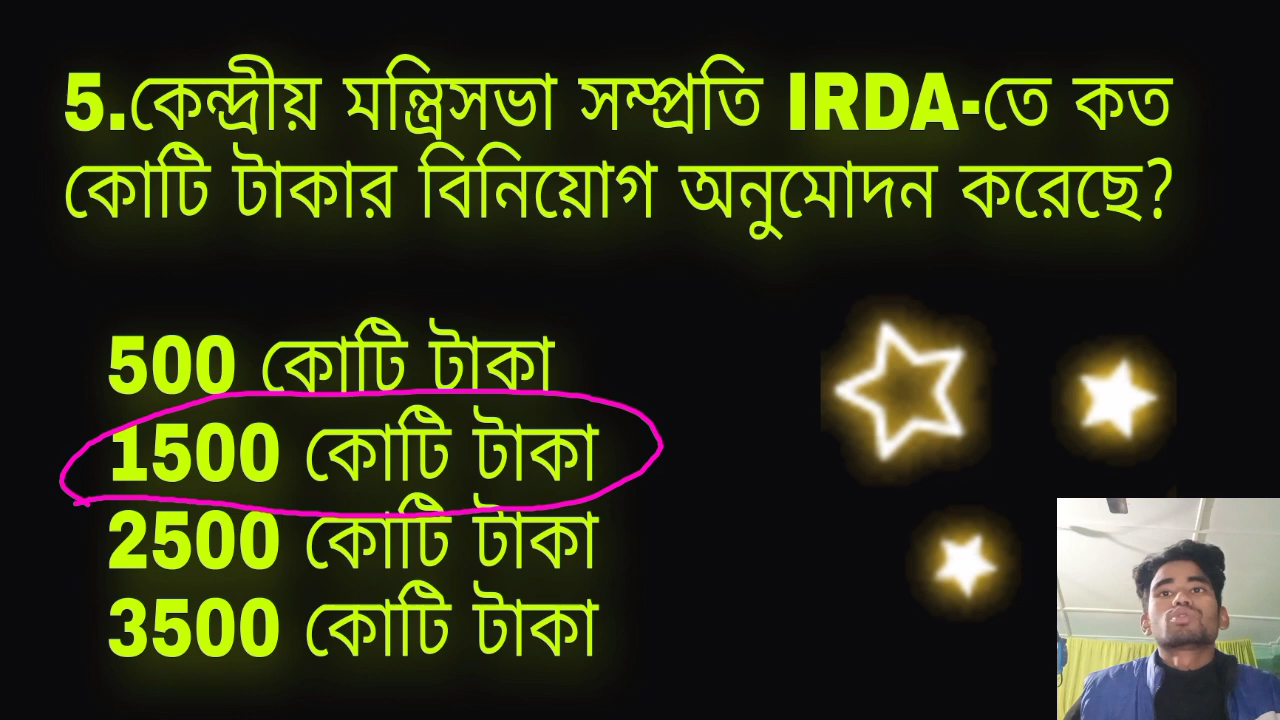 5.কেন্দ্রীয় মন্ত্রিসভা সম্প্রতি IRDA-তে কত
কোটি টাকার বিনিয়োগ অনুমোদন করেছে?
500 কোটি টাকা
1500 কোটি টাকা
2500 কোটি টাকা
3500 কোটি টাকা